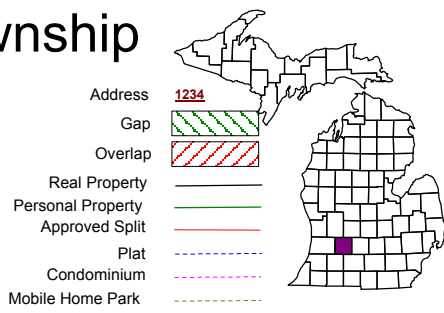 wnship
Address 1234
Gap
Overlap
Real Property
Personal Property
Approved Split
Plat
Condominium
Mobile Home Park